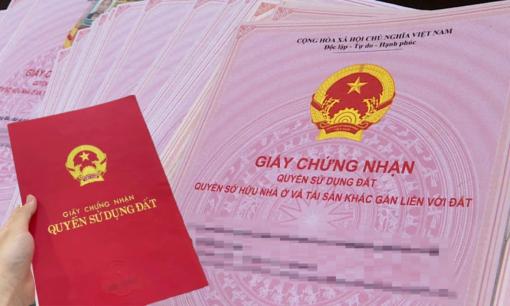 CỘNG HÒA XÃ HỘI CHỦ NGHĨA VIỆT NAM
Độc lập - Tự do - Hạnh phúc
GIẤY CHỨNG NHẬN
QUYỀN SỬ DỤNG ĐẤT
QUYỀN SỞ HỮU NHÀ Ở VÀ TÀI SẢN KHÁC GẮN LIỀN VỚI ĐẤT
GIẤY CHỨNG NHẬN
QUYỀN SỬ DỤNG ĐẤT